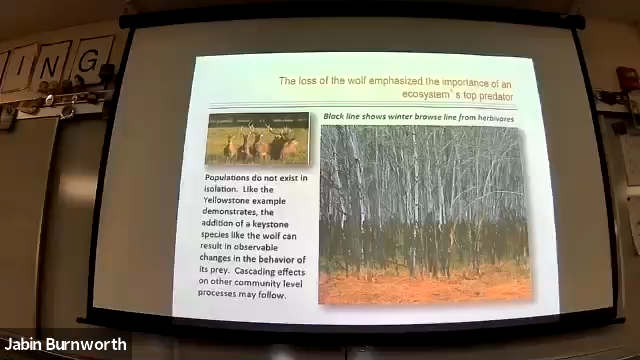 ING
The loss of the wolf emphasized the importance of an
ecosystem's top predator
Black line shows winter browse line from herbivores
Populations do not exist in
isolation. Like the
Yellowstone example
demonstrates, the
addition of a keystone
species like the wolf can
result in observable
changes in the behavior of
its prey. Cascading effects
on other community level
processes may follow.
Jabin Burnworth